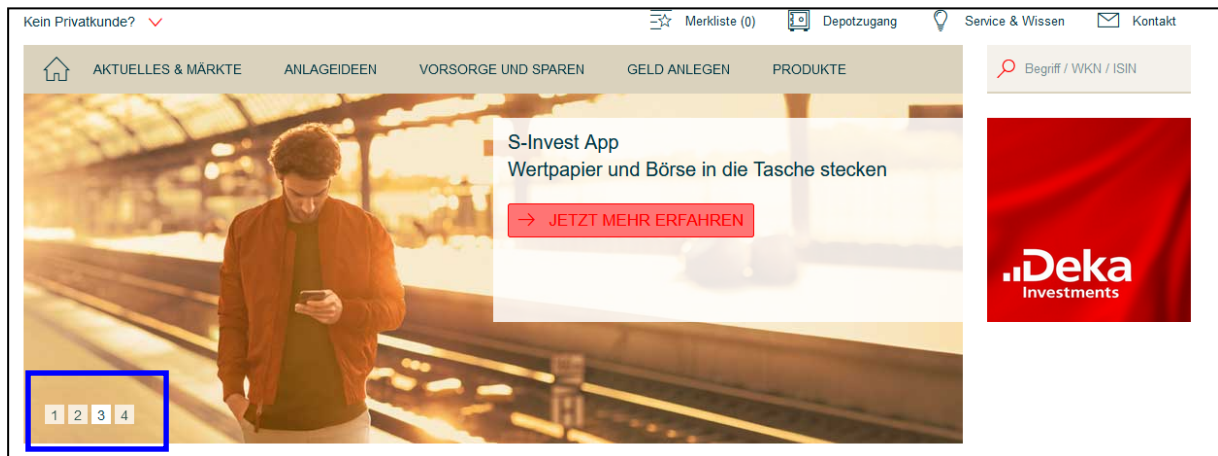 Kein Privatkunde?
Merkliste (0)
Depotzugang
Service & Wissen
Kontakt
AKTUELLES & MÄRKTE
ANLAGEIDEEN
VORSORGE UND SPAREN
GELD ANLEGEN
PRODUKTE
Begriff / WKN / ISIN
S-Invest App
Wertpapier und Börse in die Tasche stecken
→ JETZT MEHR ERFAHREN
Deka
Investments
1 2 3 4